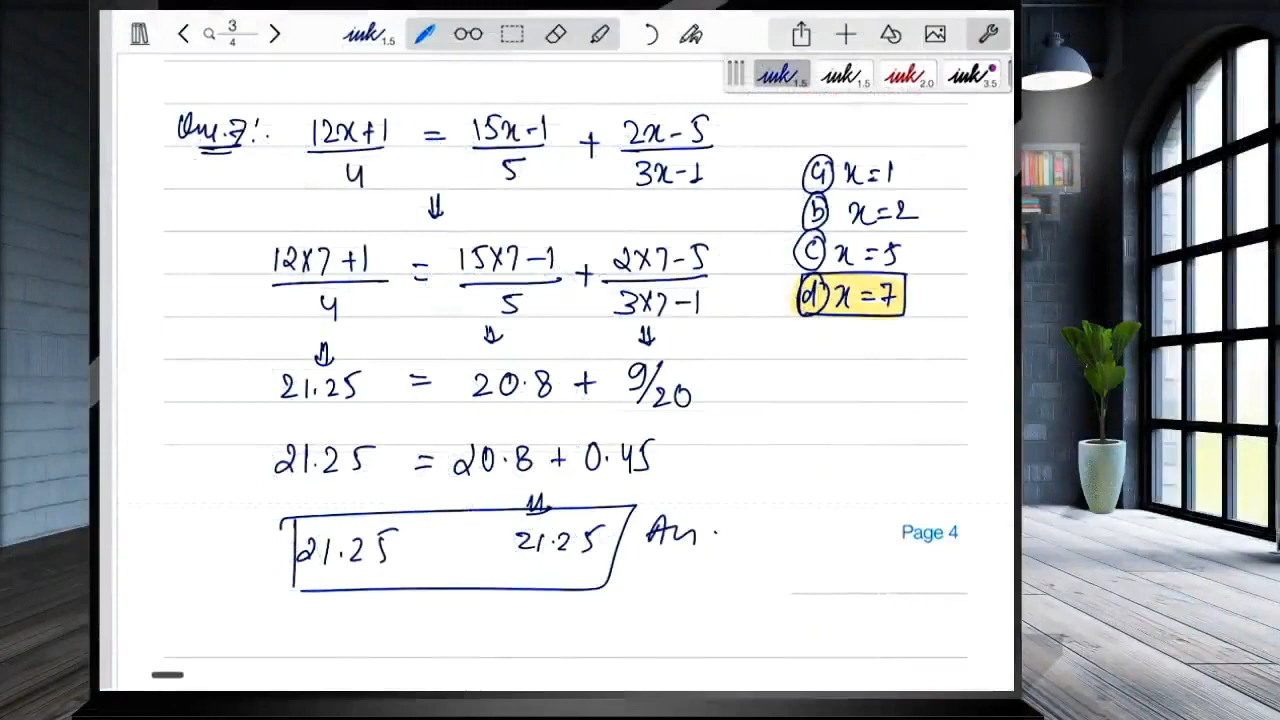 3
4
ink 1.5
ink 1.5 ink 1.5 ink 2.0 ink 3.5
Que.7:. 12x+1/4 = 15x-1/5 + 2x-5/3x-1
(a) x=1
(b) x=2
(c) x=5
(d) x=7
⇓
12×7+1/4 = 15×7-1/5 + 2×7-5/3×7-1
⇓ ⇓ ⇓
21.25 = 20.8 + 9/20
21.25 = 20.8 + 0.45
⇓
21.25 21.25 An.
Page 4